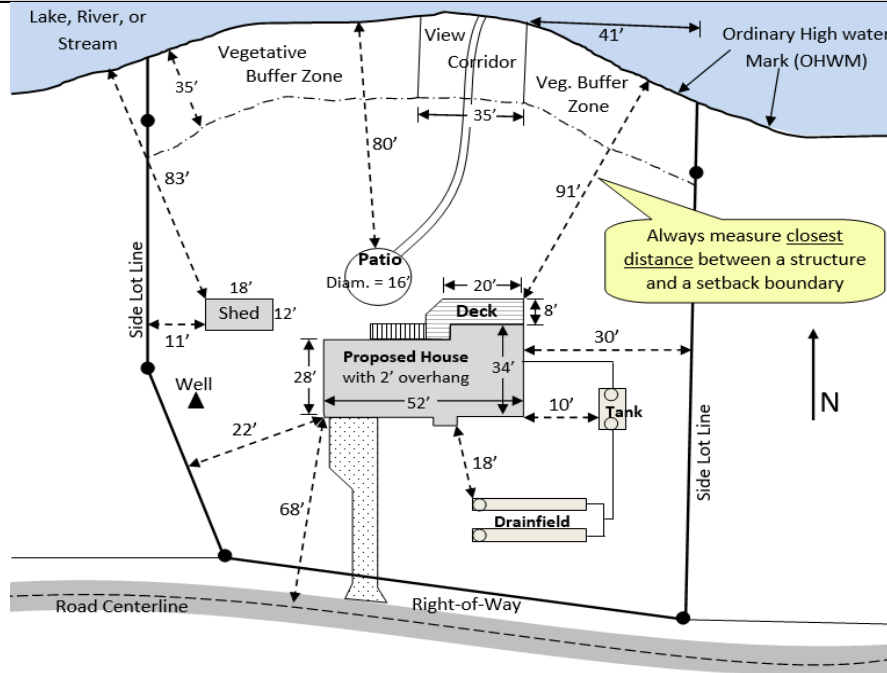 Lake, River, or
Stream
Vegetative
Buffer Zone
View
Corridor
41’
Ordinary High water
Mark (OHWM)
Veg. Buffer
Zone
35’
35’
80’
83’
91’
Always measure closest
distance between a structure
and a setback boundary
Patio
Diam. = 16’
18’
Shed
12’
11’
20’
Deck
8’
Side Lot Line
Proposed House
with 2’ overhang
28’
34’
52’
30’
10’
Tank
N
Well
22’
68’
18’
Drainfield
Side Lot Line
Road Centerline
Right-of-Way